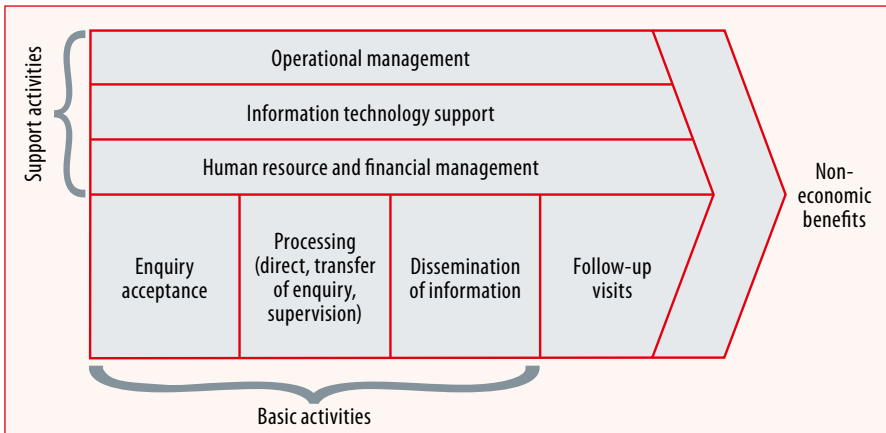 Support activities
Operational management
Information technology support
Human resource and financial management
Enquiry
acceptance
Processing
(direct, transfer
of enquiry,
supervision)
Dissemination
of information
Follow-up
visits
Non-
economic
benefits
Basic activities